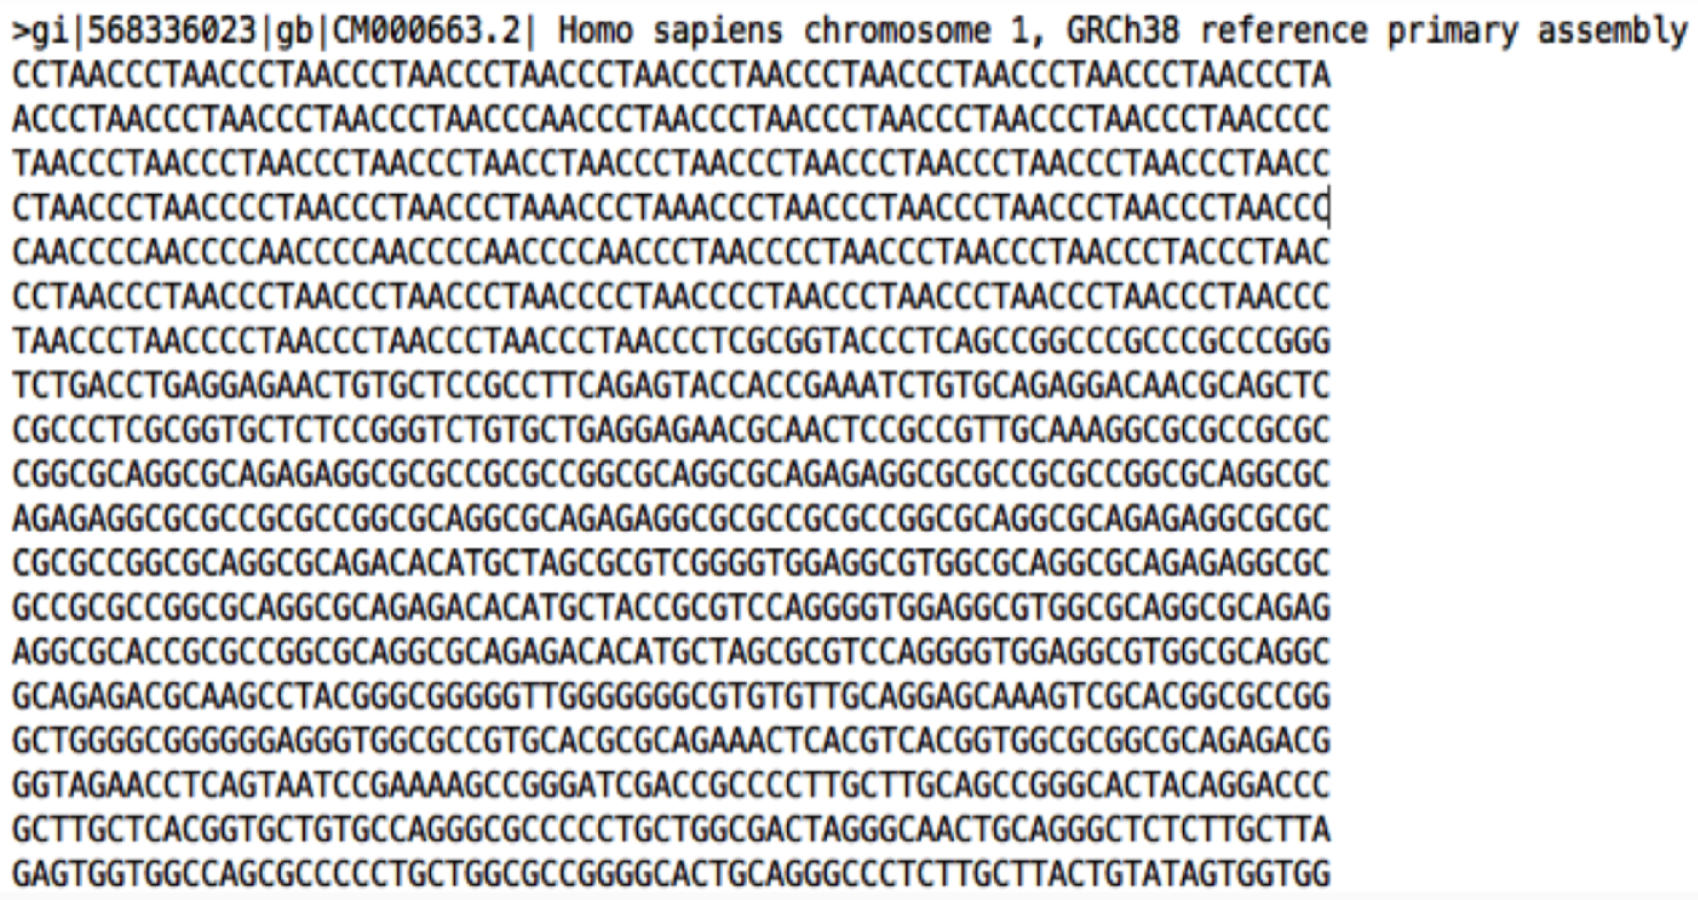 >gi|568336023|gb|CM000663.2| Homo sapiens chromosome 1, GRCh38 reference primary assembly
CCTAACCCTAACCCTAACCCTAACCCTAACCCTAACCCTAACCCTAACCCTAACCCTAACCCTAACCCTA
ACCCTAACCCTAACCCTAACCCTAACCCAACCCTAACCCTAACCCTAACCCTAACCCTAACCCTAACCCC
TAACCCTAACCCTAACCCTAACCCTAACCTAACCCTAACCCTAACCCTAACCCTAACCCTAACCCTAACC
CTAACCCTAACCCCTAACCCTAACCCTAAACCCTAAACCCTAACCCTAACCCTAACCCTAACCCTAACCC
CAACCCCAACCCCAACCCCAACCCCAACCCCAACCCTAACCCCTAACCCTAACCCTAACCCTACCCTAAC
CCTAACCCTAACCCTAACCCTAACCCTAACCCCTAACCCCTAACCCTAACCCTAACCCTAACCCTAACCC
TAACCCTAACCCCTAACCCTAACCCTAACCCTAACCCTCGCGGTACCCTCAGCCGGCCCGCCCGCCCGGG
TCTGACCTGAGGAGAACTGTGCTCCGCCTTCAGAGTACCACCGAAATCTGTGCAGAGGACAACGCAGCTC
CGCCCTCGCGGTGCTCTCCGGGTCTGTGCTGAGGAGAACGCAACTCCGCCGTTGCAAAGGCGCGCCGCGC
CGGCGCAGGCGCAGAGAGGCGCGCCGCGCCGGCGCAGGCGCAGAGAGGCGCGCCGCGCCGGCGCAGGCGC
AGAGAGGCGCGCCGCGCCGGCGCAGGCGCAGAGAGGCGCGCCGCGCCGGCGCAGGCGCAGAGAGGCGCGC
CGCGCCGGCGCAGGCGCAGACACATGCTAGCGCGTCGGGGTGGAGGCGTGGCGCAGGCGCAGAGAGGCGC
GCCGCGCCGGCGCAGGCGCAGAGACACATGCTACCGCGTCCAGGGGTGGAGGCGTGGCGCAGGCGCAGAG
AGGCGCACCGCGCCGGCGCAGGCGCAGAGACACATGCTAGCGCGTCCAGGGGTGGAGGCGTGGCGCAGGC
GCAGAGACGCAAGCCTACGGGCGGGGGTTGGGGGGGCGTGTGTTGCAGGAGCAAAGTCGCACGGCGCCGG
GCTGGGGCGGGGGGAGGGTGGCGCCGTGCACGCGCAGAAACTCACGTCACGGTGGCGCGGCGCAGAGACG
GGTAGAACCTCAGTAATCCGAAAAGCCGGGATCGACCGCCCCTTGCTTGCAGCCGGGCACTACAGGACCC
GCTTGCTCACGGTGCTGTGCCAGGGCGCCCCCTGCTGGCGACTAGGGCAACTGCAGGGCTCTCTTGCTTA
GAGTGGTGGCCAGCGCCCCCTGCTGGCGCCGGGGCACTGCAGGGCCCTCTTGCTTACTGTATAGTGGTGG